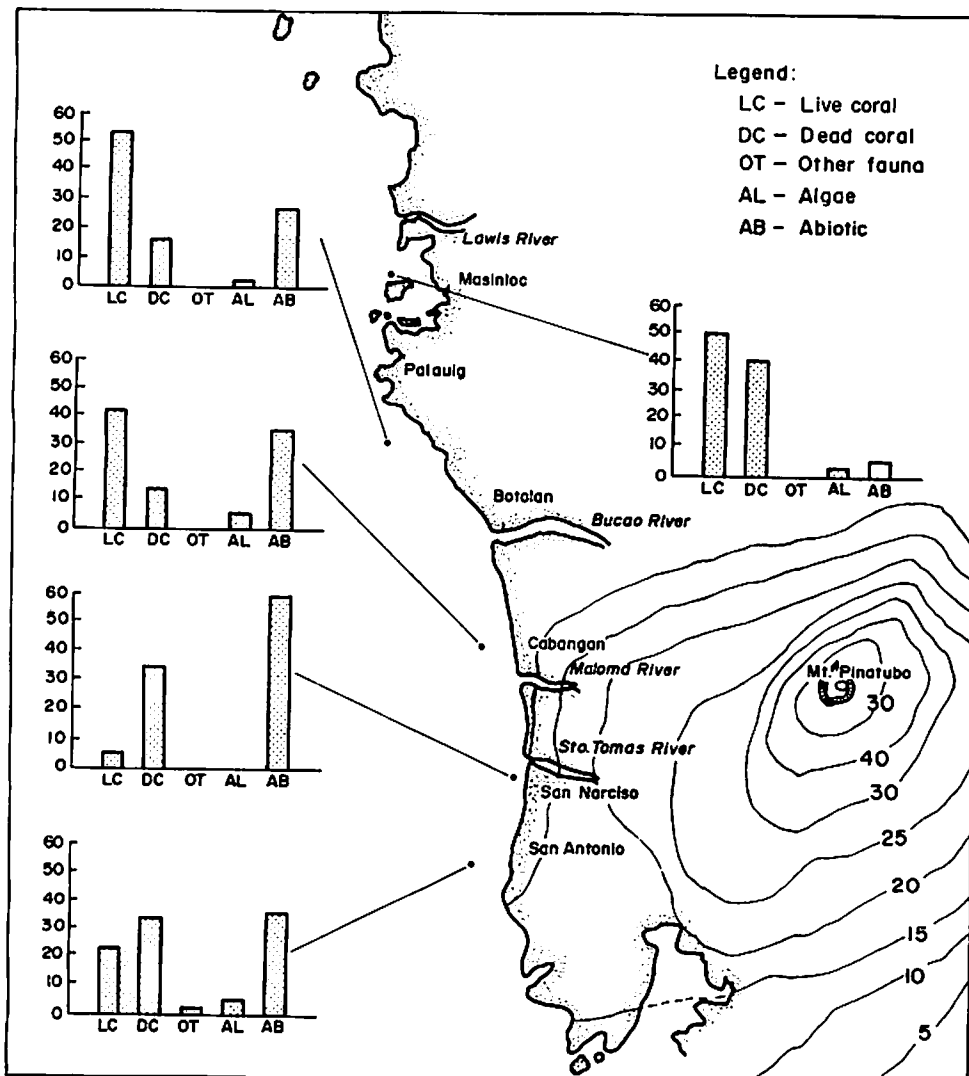 Legend:
LC – Live coral
DC – Dead coral
OT – Other fauna
AL – Algae
AB – Abiotic
60
50
40
30
20
10
0
LC DC OT AL AB
Lawis River
Masinloc
Palauig
60
50
40
30
20
10
0
LC DC OT AL AB
60
50
40
30
20
10
0
LC DC OT AL AB
Botolan
Bucao River
60
50
40
30
20
10
0
LC DC OT AL AB
Cabangan
Maloma River
Mt. Pinatubo
30
40
30
25
20
15
10
5
Sto. Tomas River
San Narciso
San Antonio
60
50
40
30
20
10
0
LC DC OT AL AB